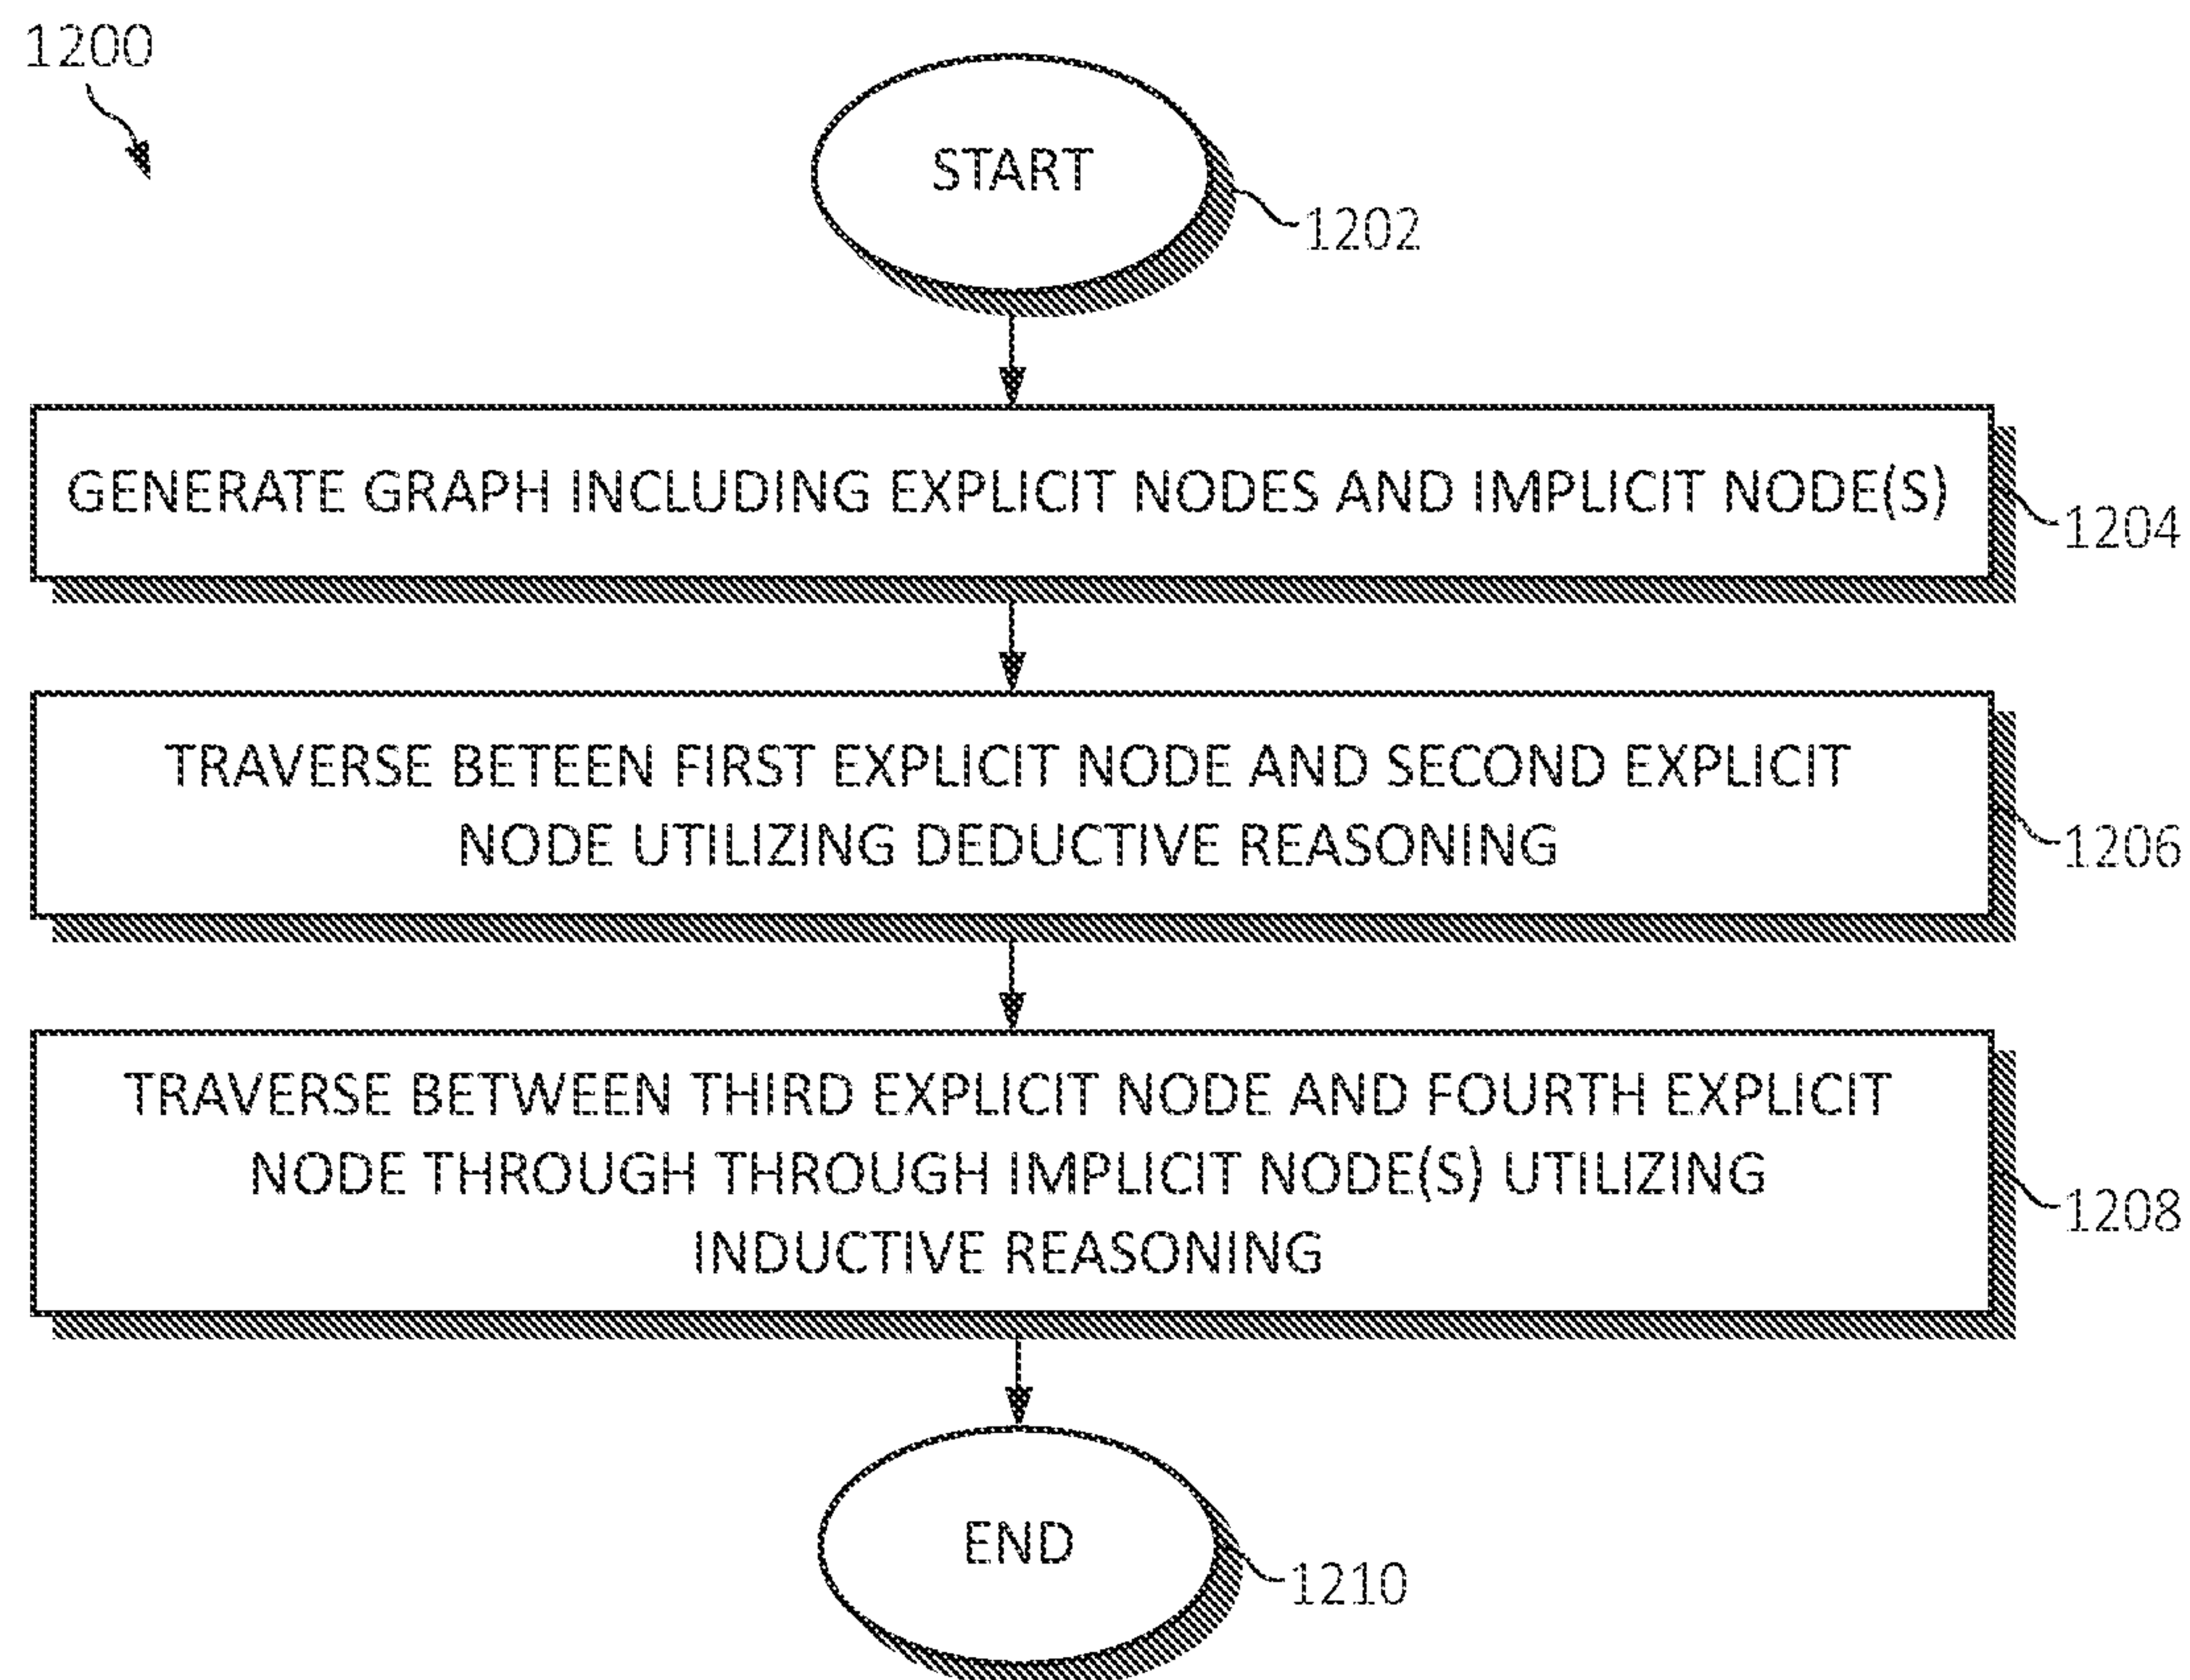 1200
START
1202
GENERATE GRAPH INCLUDING EXPLICIT NODES AND IMPLICIT NODE(S)
1204
TRAVERSE BETEEN FIRST EXPLICIT NODE AND SECOND EXPLICIT
NODE UTILIZING DEDUCTIVE REASONING
1206
TRAVERSE BETWEEN THIRD EXPLICIT NODE AND FOURTH EXPLICIT
NODE THROUGH THROUGH IMPLICIT NODE(S) UTILIZING
INDUCTIVE REASONING
1208
END
1210